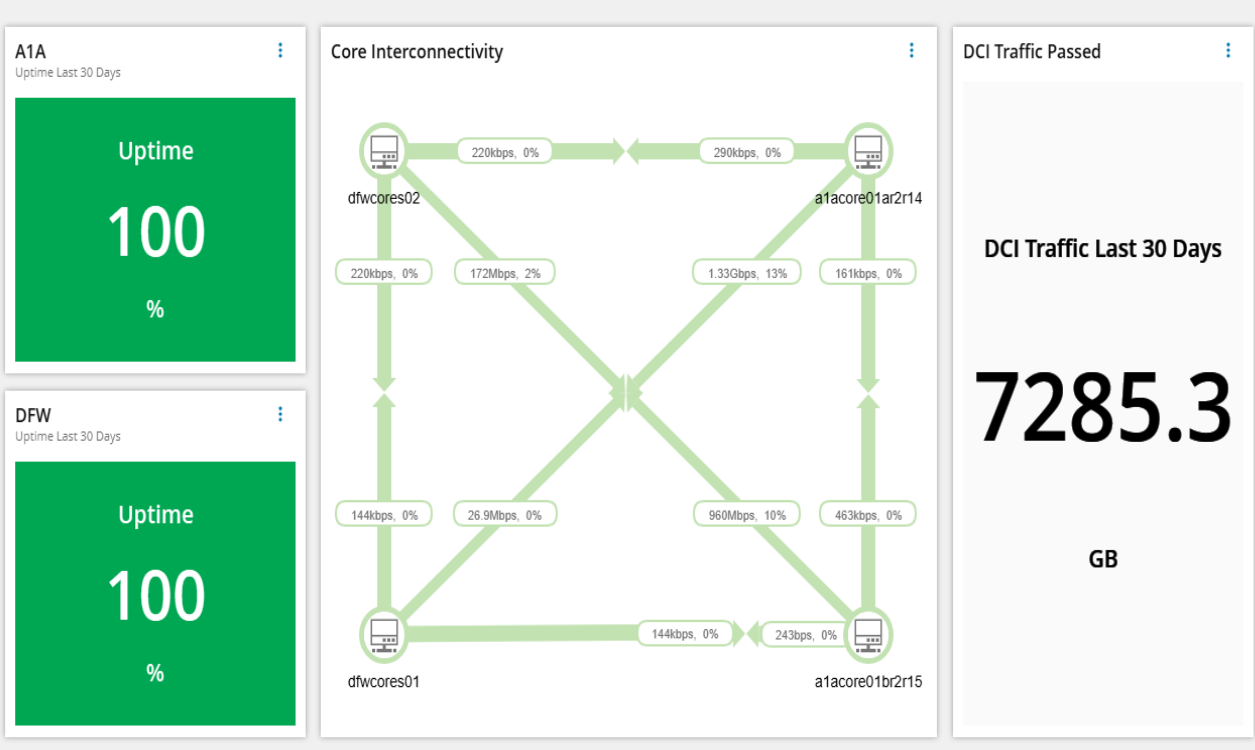 A1A
Uptime Last 30 Days
Uptime
100
%
DFW
Uptime Last 30 Days
Uptime
100
%
Core Interconnectivity
220kbps, 0%
290kbps, 0%
dfwcores02
a1acore01ar2r14
220kbps, 0%
172Mbps, 2%
1.33Gbps, 13%
161kbps, 0%
144kbps, 0%
26.9Mbps, 0%
960Mbps, 10%
463kbps, 0%
144kbps, 0%
243bps, 0%
dfwcores01
a1acore01br2r15
DCI Traffic Passed
DCI Traffic Last 30 Days
7285.3
GB